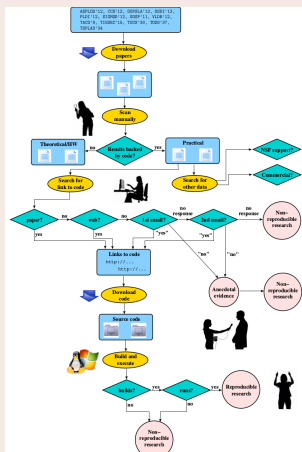 ASPLOS'12, CCS'12, OOPSLA'12, OSDI'12,
PLDI'12, SIGMOD'12, SOSP'11, VLDB'12,
TACO'9, TISSEC'15, TOCS'30, TODS'37,
TOPLAS'34
Download
papers
Scan
manually
Theoretical/HW
no
Results backed
by code?
yes
Practical
NSF support?
Search for
link to code
Search for
other data
Commercial?
paper?
no
web?
no
1st email?
no
response
2nd email?
no
response
Non-
reproducible
research
yes
yes
"yes"
"yes"
"no"
"no"
Links to code
http://...
http://...
Anecdotal
evidence
Non-
reproducible
research
Download
code
Source code
Build and
execute
builds?
yes
runs?
yes
Reproducible
research
no
no
Non-
reproducible
research